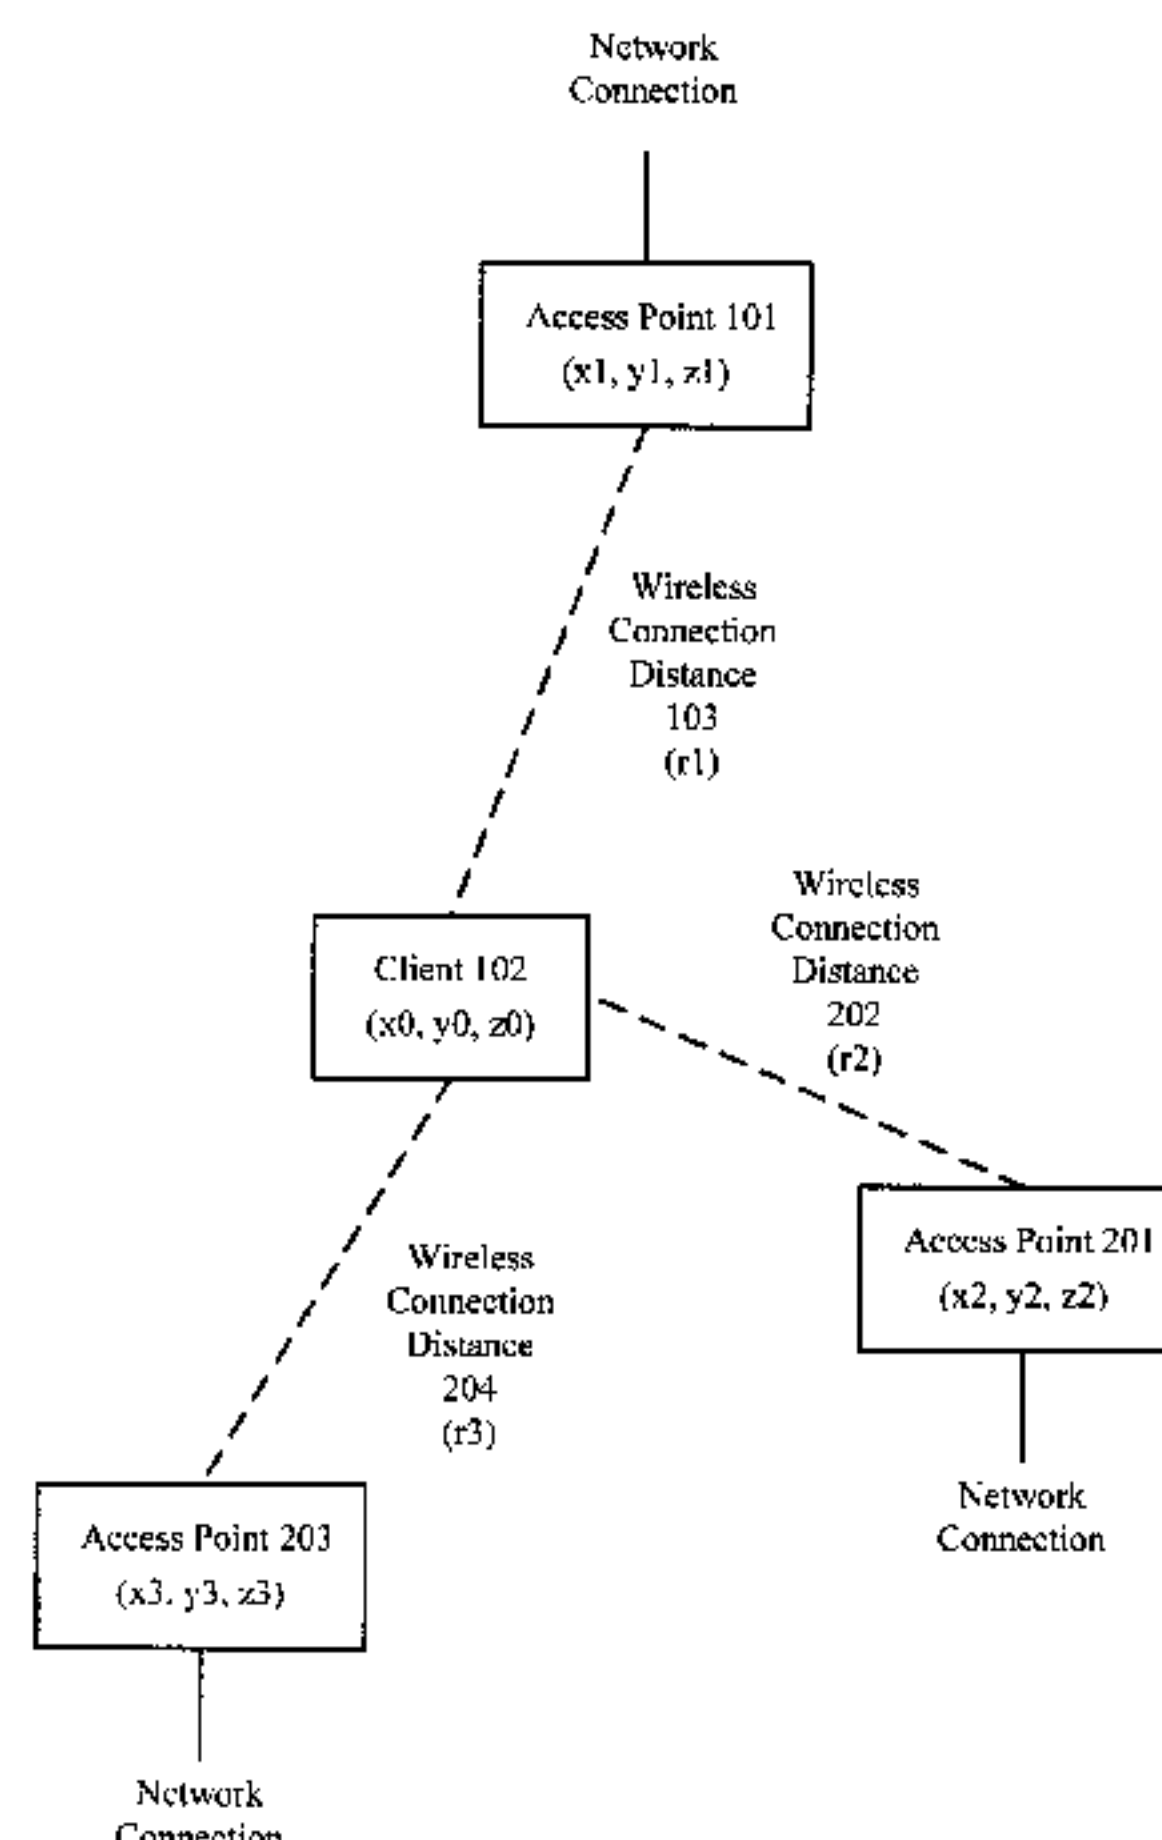 Network
Connection
Access Point 101
(x1, y1, z1)
Wireless
Connection
Distance
103
(r1)
Wireless
Connection
Distance
202
(r2)
Client 102
(x0, y0, z0)
Access Point 201
(x2, y2, z2)
Wireless
Connection
Distance
204
(r3)
Network
Connection
Access Point 203
(x3, y3, z3)
Network
Connection